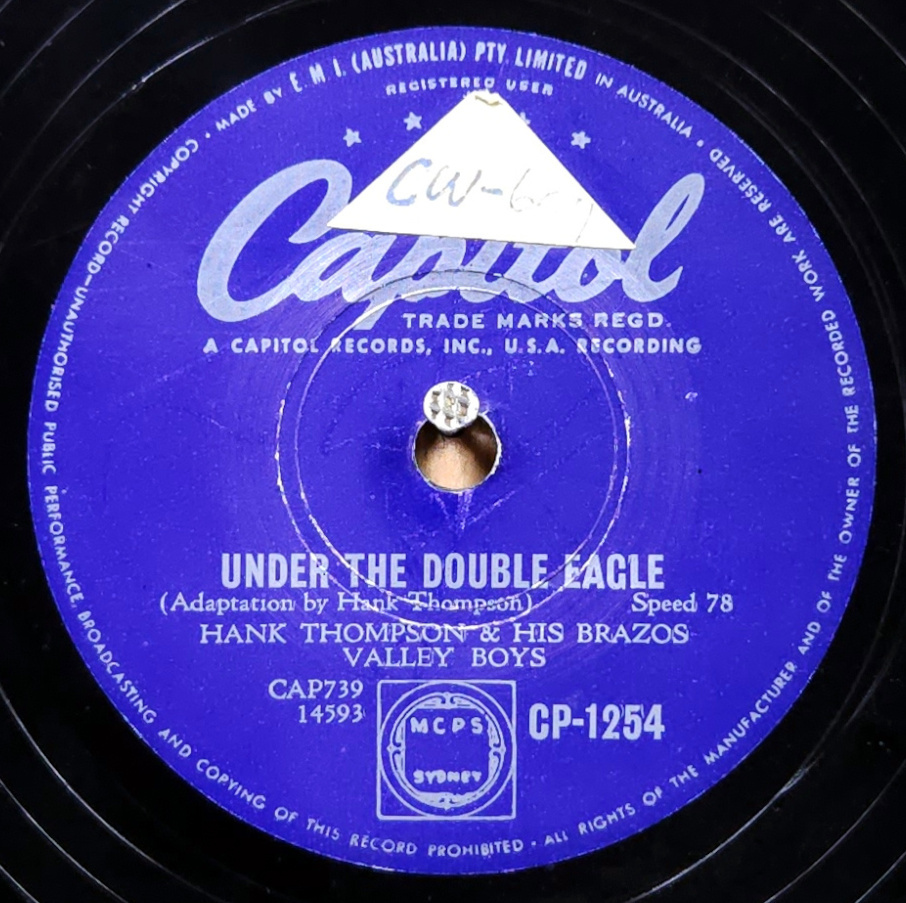 COPYRIGHT RECORD—UNAUTHORISED PUBLIC PERFORMANCE, BROADCASTING AND COPYING OF THIS RECORD PROHIBITED · ALL RIGHTS OF THE MANUFACTURER AND OF THE OWNER OF THE RECORDED WORK ARE RESERVED · MADE BY E.M.I. (AUSTRALIA) PTY. LIMITED IN AUSTRALIA ·
REGISTERED USER
Capitol
TRADE MARKS REGD.
A CAPITOL RECORDS, INC., U.S.A. RECORDING
UNDER THE DOUBLE EAGLE
(Adaptation by Hank Thompson) Speed 78
HANK THOMPSON & HIS BRAZOS
VALLEY BOYS
CAP739
14593
CP-1254
MCPS
SYDNEY